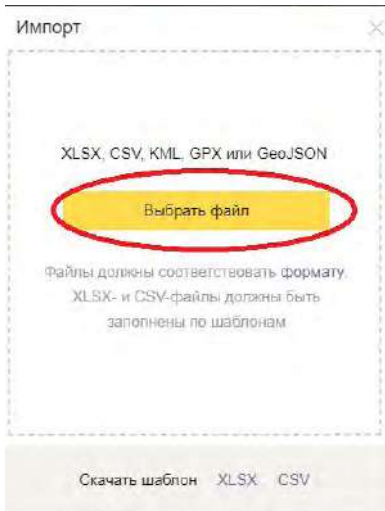 Импорт
XLSX, CSV, KML, GPX или GeoJSON
Выбрать файл
Файлы должны соответствовать формату.
XLSX- и CSV-файлы должны быть
заполнены по шаблонам
Скачать шаблон XLSX CSV